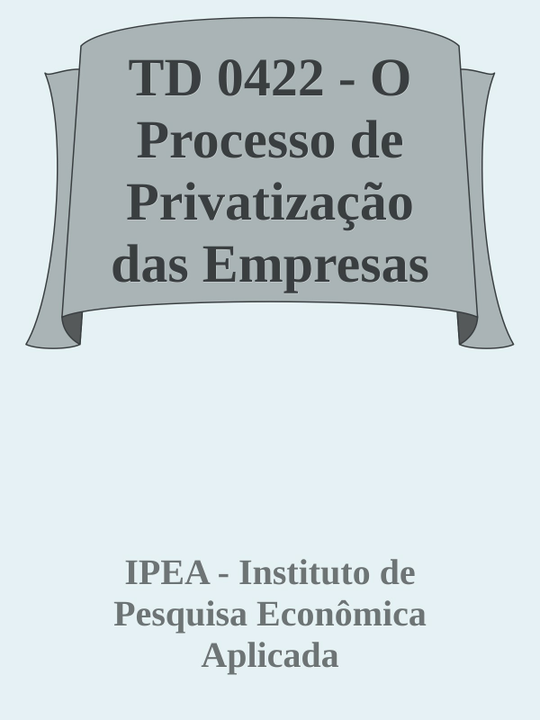 TD 0422 - O
Processo de
Privatização
das Empresas
IPEA - Instituto de
Pesquisa Econômica
Aplicada